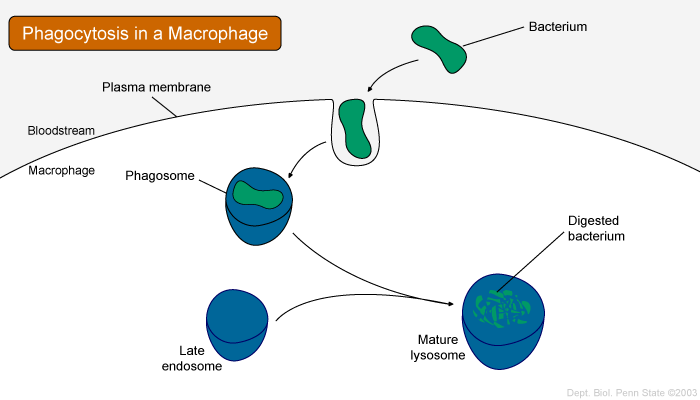 Phagocytosis in a Macrophage
Bacterium
Plasma membrane
Bloodstream
Macrophage
Phagosome
Digested
bacterium
Mature
lysosome
Late
endosome
Dept. Biol. Penn State ©2003